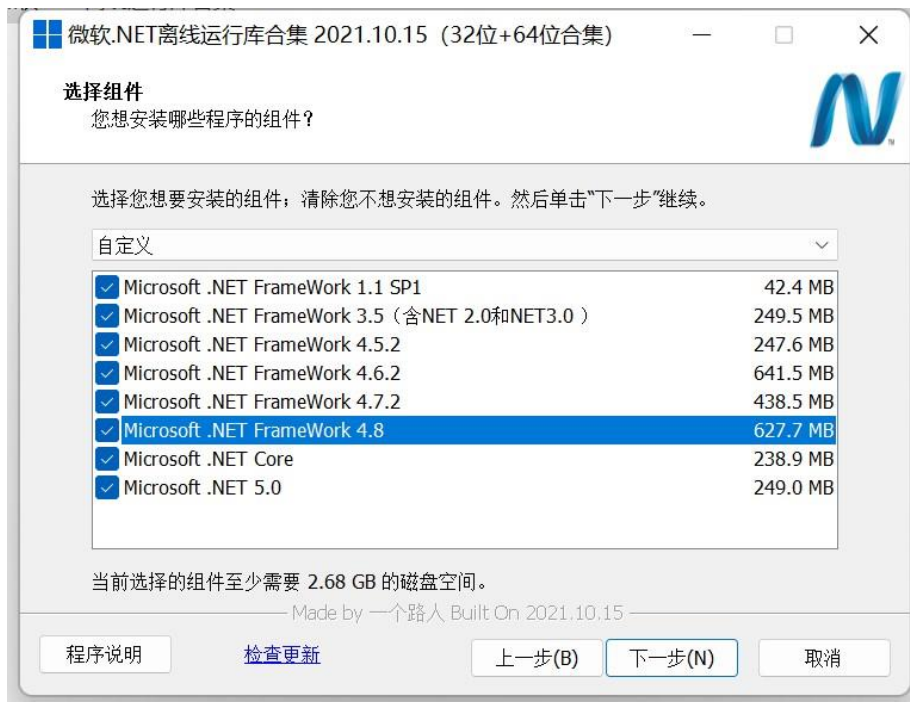 微软.NET离线运行库合集 2021.10.15（32位+64位合集）
选择组件
您想安装哪些程序的组件？
选择您想要安装的组件；清除您不想安装的组件。然后单击“下一步”继续。
自定义
Microsoft .NET FrameWork 1.1 SP1 42.4 MB
Microsoft .NET FrameWork 3.5（含NET 2.0和NET3.0 ） 249.5 MB
Microsoft .NET FrameWork 4.5.2 247.6 MB
Microsoft .NET FrameWork 4.6.2 641.5 MB
Microsoft .NET FrameWork 4.7.2 438.5 MB
Microsoft .NET FrameWork 4.8 627.7 MB
Microsoft .NET Core 238.9 MB
Microsoft .NET 5.0 249.0 MB
当前选择的组件至少需要 2.68 GB 的磁盘空间。
Made by 一个路人 Built On 2021.10.15
程序说明 检查更新 上一步(B) 下一步(N) 取消